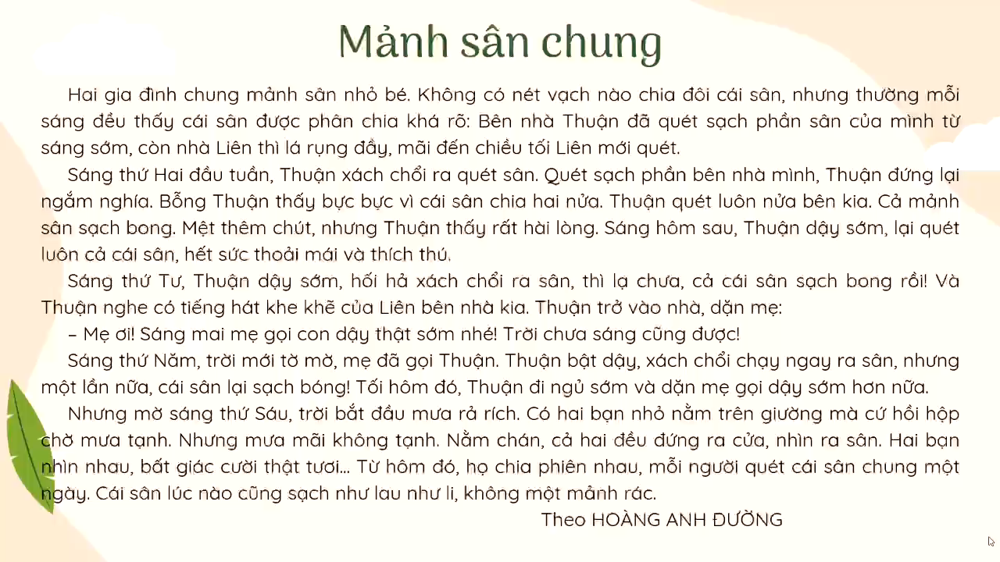 Mảnh sân chung
Hai gia đình chung mảnh sân nhỏ bé. Không có nét vạch nào chia đôi cái sân, nhưng thường mỗi
sáng đều thấy cái sân được phân chia khá rõ: Bên nhà Thuận đã quét sạch phần sân của mình từ
sáng sớm, còn nhà Liên thì lá rụng đầy, mãi đến chiều tối Liên mới quét.
Sáng thứ Hai đầu tuần, Thuận xách chổi ra quét sân. Quét sạch phần bên nhà mình, Thuận đứng lại
ngắm nghía. Bỗng Thuận thấy bực bực vì cái sân chia hai nửa. Thuận quét luôn nửa bên kia. Cả mảnh
sân sạch bong. Mệt thêm chút, nhưng Thuận thấy rất hài lòng. Sáng hôm sau, Thuận dậy sớm, lại quét
luôn cả cái sân, hết sức thoải mái và thích thú.
Sáng thứ Tư, Thuận dậy sớm, hối hả xách chổi ra sân, thì lạ chưa, cả cái sân sạch bong rồi! Và
Thuận nghe có tiếng hát khe khẽ của Liên bên nhà kia. Thuận trở vào nhà, dặn mẹ:
– Mẹ ơi! Sáng mai mẹ gọi con dậy thật sớm nhé! Trời chưa sáng cũng được!
Sáng thứ Năm, trời mới tờ mờ, mẹ đã gọi Thuận. Thuận bật dậy, xách chổi chạy ngay ra sân, nhưng
một lần nữa, cái sân lại sạch bóng! Tối hôm đó, Thuận đi ngủ sớm và dặn mẹ gọi dậy sớm hơn nữa.
Nhưng mờ sáng thứ Sáu, trời bắt đầu mưa rả rích. Có hai bạn nhỏ nằm trên giường mà cứ hồi hộp
chờ mưa tạnh. Nhưng mưa mãi không tạnh. Nằm chán, cả hai đều đứng ra cửa, nhìn ra sân. Hai bạn
nhìn nhau, bất giác cười thật tươi... Từ hôm đó, họ chia phiên nhau, mỗi người quét cái sân chung một
ngày. Cái sân lúc nào cũng sạch như lau như li, không một mảnh rác.
Theo HOÀNG ANH ĐƯỜNG